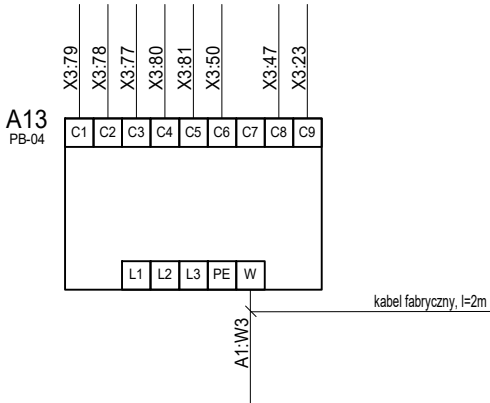 X3:79 X3:78 X3:77 X3:80 X3:81 X3:50 X3:47 X3:23
A13
PB-04
C1 C2 C3 C4 C5 C6 C7 C8 C9
L1 L2 L3 PE W
kabel fabryczny, l=2m
A1:W3